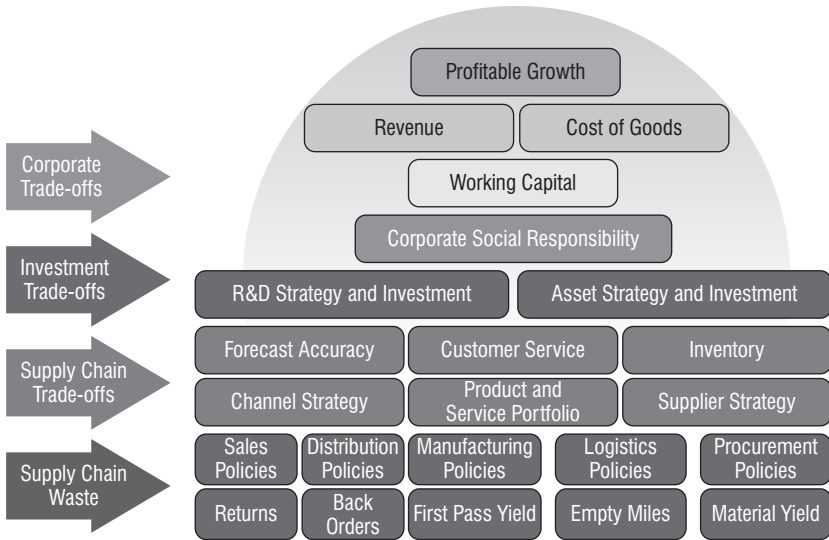 Profitable Growth
Revenue
Cost of Goods
Corporate
Trade-offs
Working Capital
Corporate Social Responsibility
Investment
Trade-offs
R&D Strategy and Investment
Asset Strategy and Investment
Supply Chain
Trade-offs
Forecast Accuracy
Customer Service
Inventory
Channel Strategy
Product and
Service Portfolio
Supplier Strategy
Supply Chain
Waste
Sales
Policies
Distribution
Policies
Manufacturing
Policies
Logistics
Policies
Procurement
Policies
Returns
Back
Orders
First Pass Yield
Empty Miles
Material Yield